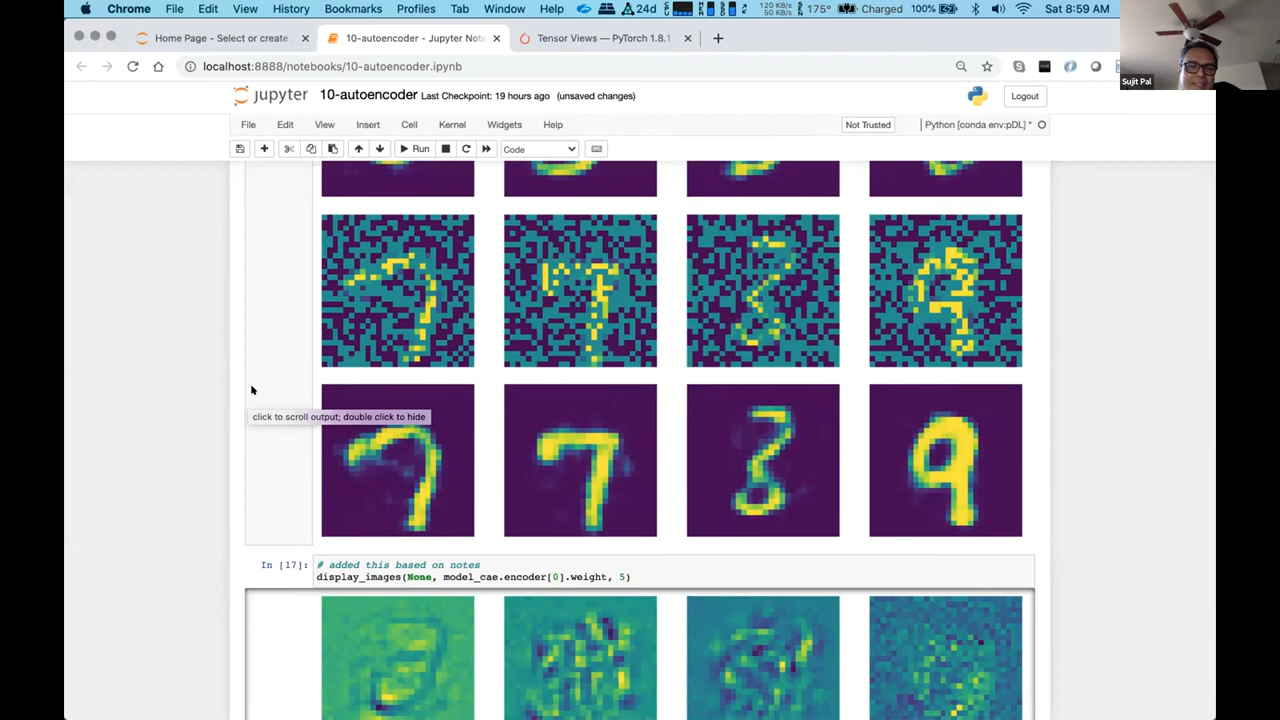 Chrome File Edit View History Bookmarks Profiles Tab Window Help 24d 120 KB/s 50 KB/s 175° Charged 100% Sat 8:59 AM
Home Page - Select or create 10-autoencoder - Jupyter Note Tensor Views — PyTorch 1.8.1
localhost:8888/notebooks/10-autoencoder.ipynb
Sujit Pal
jupyter 10-autoencoder Last Checkpoint: 19 hours ago (unsaved changes) Logout
File Edit View Insert Cell Kernel Widgets Help Not Trusted Python [conda env:pDL] *
Run Code
click to scroll output; double click to hide
In [17]: # added this based on notes
display_images(None, model_cae.encoder[0].weight, 5)